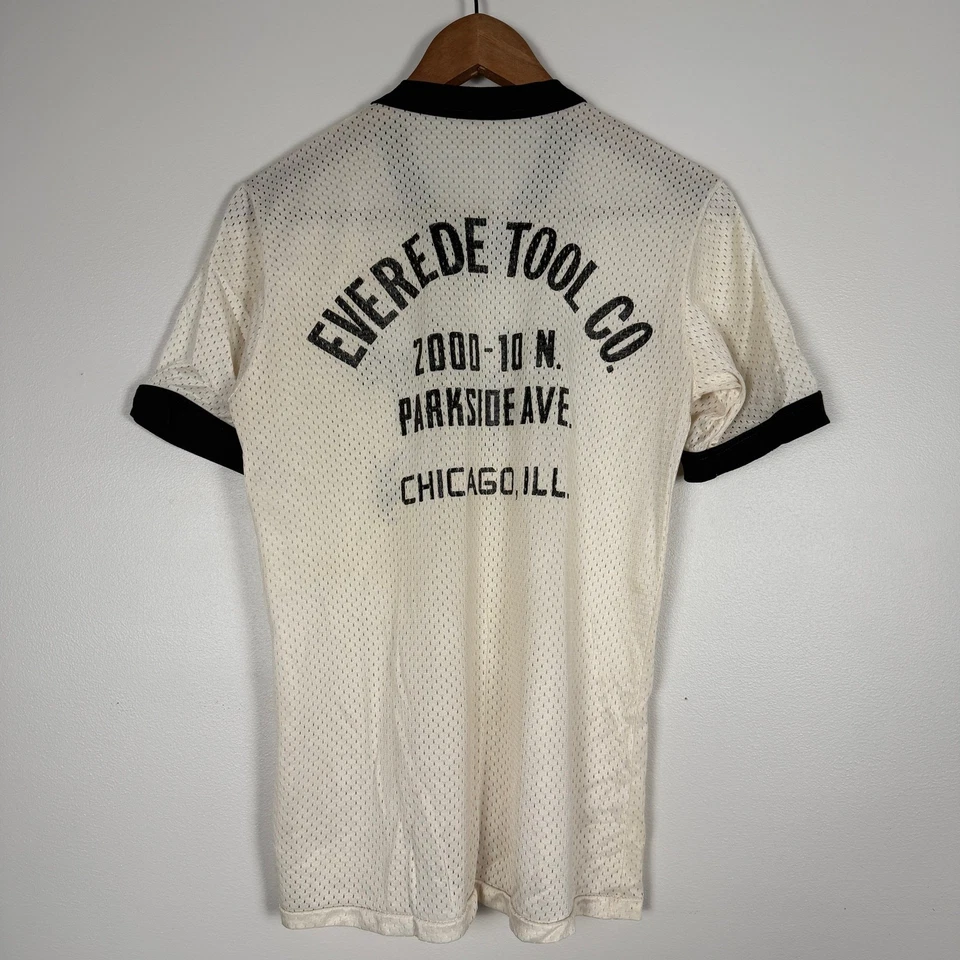 EVEREDE TOOL CO.
2000-10 N.
PARKSIDE AVE.
CHICAGO, ILL.